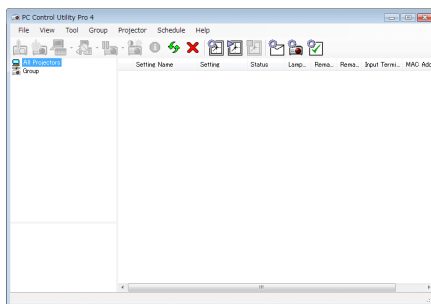 PC Control Utility Pro 4
File View Tool Group Projector Schedule Help
All Projectors
Group
Setting Name Setting Status Lamp... Rema... Rema... Input Termi... MAC Add